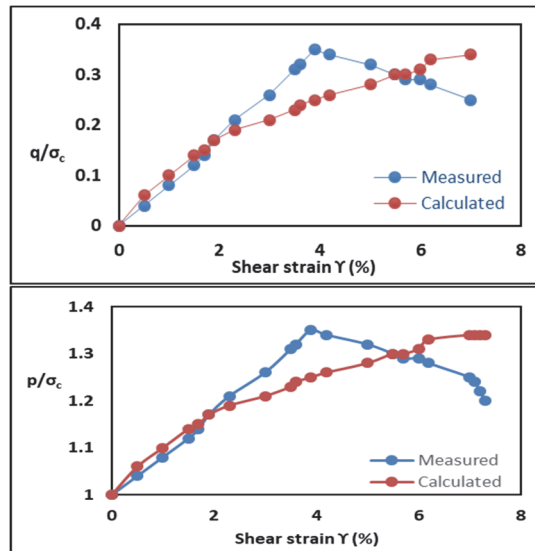 0.4
0.3
0.2
0.1
0
q/σc
Measured
Calculated
0 2 4 6 8
Shear strain ϒ (%)
1.4
1.3
1.2
1.1
1
p/σc
Measured
Calculated
0 2 4 6 8
Shear strain ϒ (%)